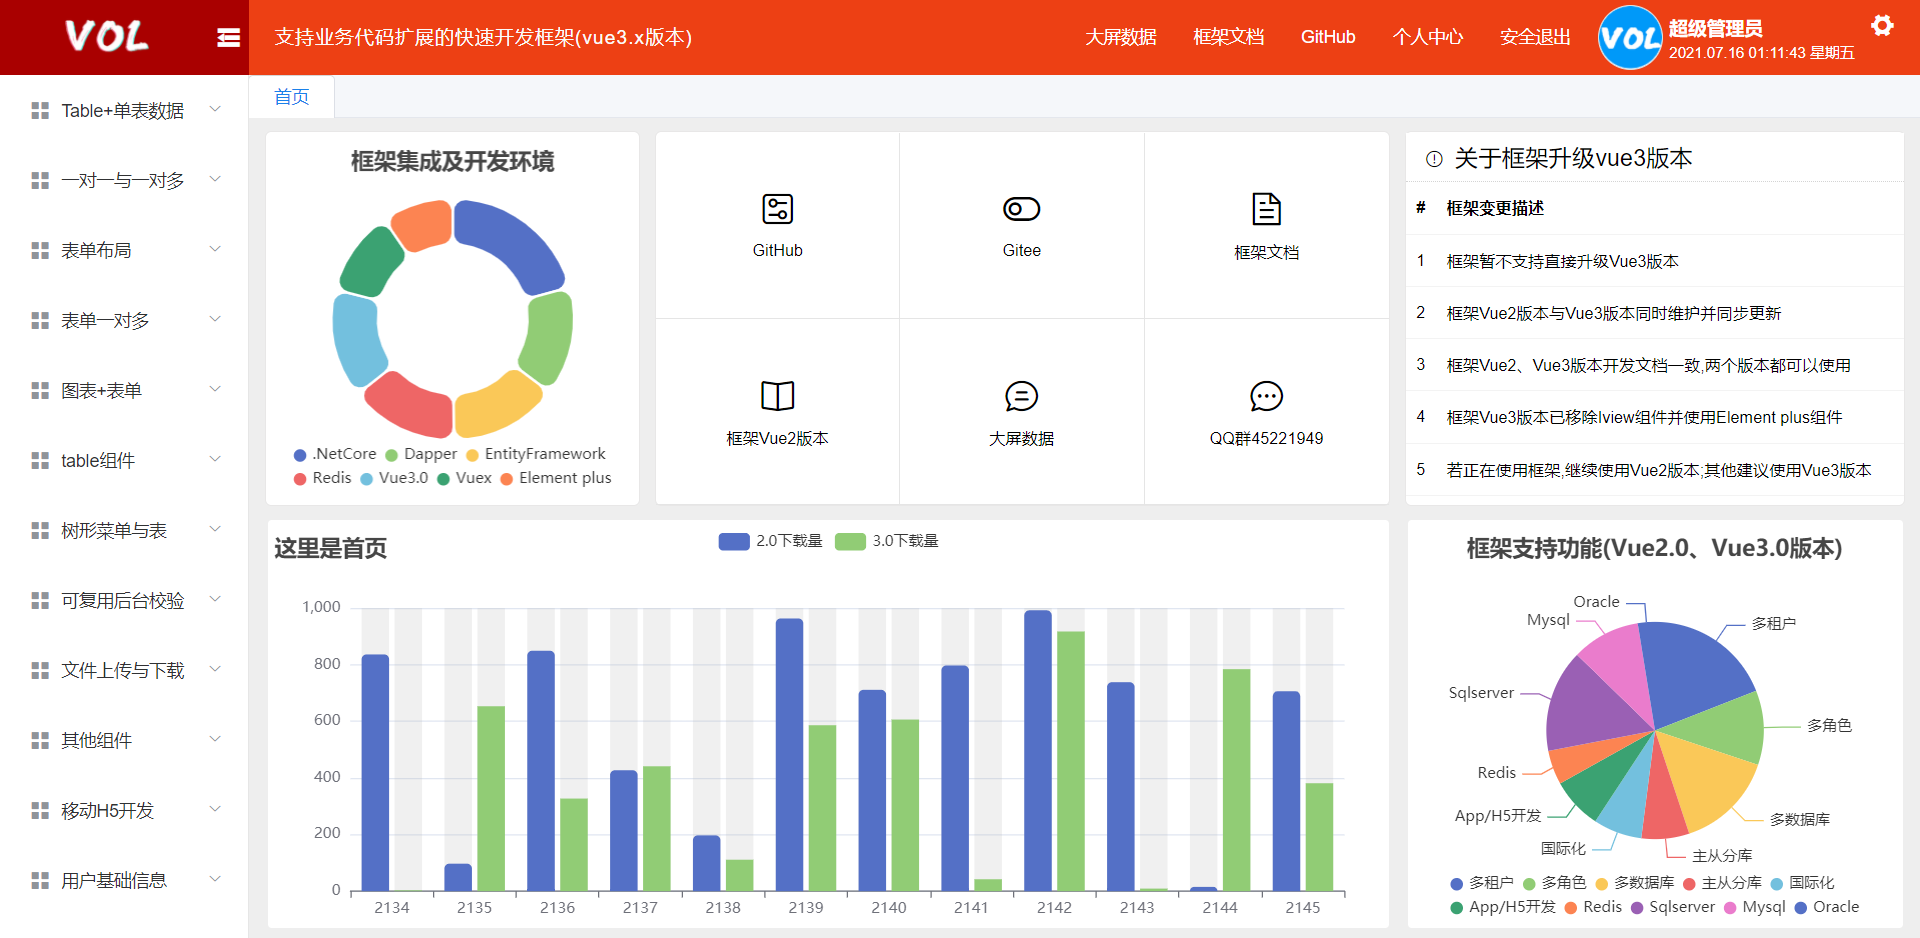 VOL
支持业务代码扩展的快速开发框架(vue3.x版本)
大屏数据
框架文档
GitHub
个人中心
安全退出
VOL
超级管理员
2021.07.16 01:11:43 星期五
Table+单表数据
一对一与一对多
表单布局
表单一对多
图表+表单
table组件
树形菜单与表
可复用后台校验
文件上传与下载
其他组件
移动H5开发
用户基础信息
首页
框架集成及开发环境
.NetCore Dapper EntityFramework
Redis Vue3.0 Vuex Element plus
GitHub
Gitee
框架文档
框架Vue2版本
大屏数据
QQ群45221949
关于框架升级vue3版本
# 框架变更描述
1 框架暂不支持直接升级Vue3版本
2 框架Vue2版本与Vue3版本同时维护并同步更新
3 框架Vue2、Vue3版本开发文档一致,两个版本都可以使用
4 框架Vue3版本已移除Iview组件并使用Element plus组件
5 若正在使用框架,继续使用Vue2版本;其他建议使用Vue3版本
这里是首页
2.0下载量 3.0下载量
1,000
800
600
400
200
0
2134 2135 2136 2137 2138 2139 2140 2141 2142 2143 2144 2145
框架支持功能(Vue2.0、Vue3.0版本)
Oracle
Mysql
多租户
Sqlserver
多角色
Redis
App/H5开发
多数据库
国际化
主从分库
多租户 多角色 多数据库 主从分库 国际化
App/H5开发 Redis Sqlserver Mysql Oracle